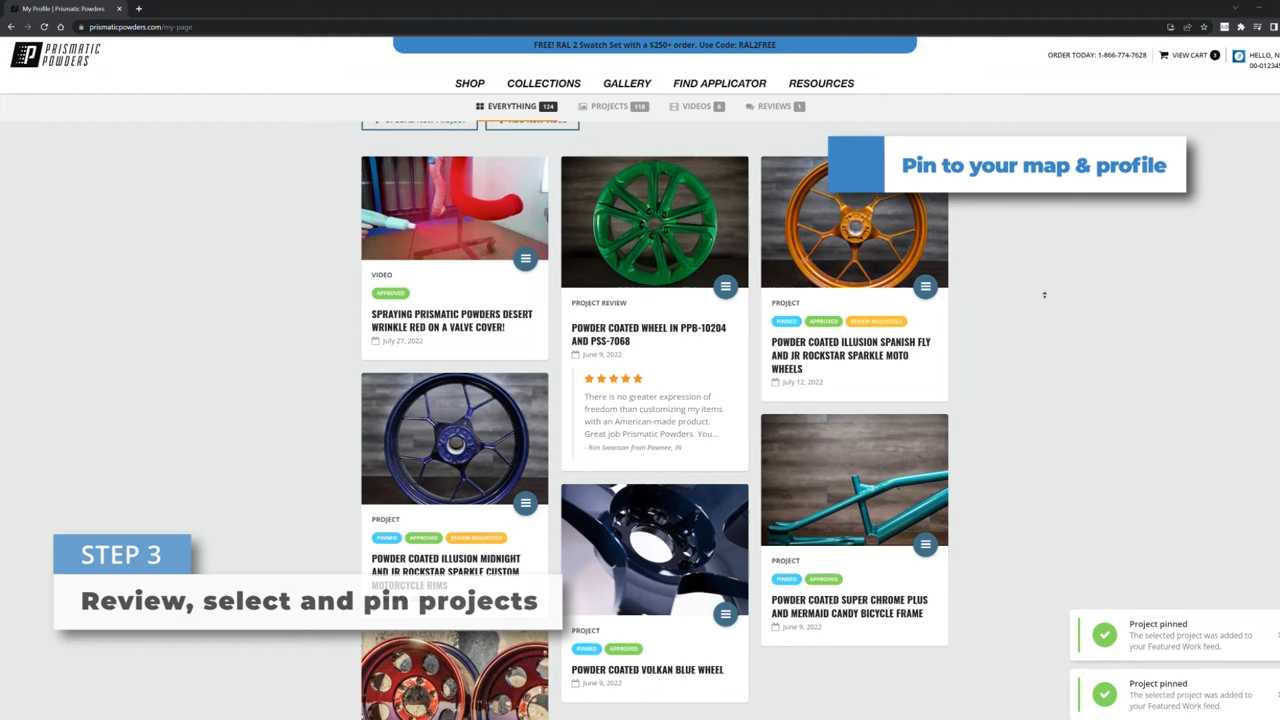 My Profile | Prismatic Powders
prismaticpowders.com/my-page
PRISMATIC
POWDERS
FREE! RAL 2 Swatch Set with a $250+ order. Use Code: RAL2FREE
ORDER TODAY: 1-866-774-7628
VIEW CART 3
HELLO, N
00-012345
SHOP COLLECTIONS GALLERY FIND APPLICATOR RESOURCES
EVERYTHING 124 PROJECTS 118 VIDEOS 6 REVIEWS 1
Pin to your map & profile
VIDEO
APPROVED
SPRAYING PRISMATIC POWDERS DESERT
WRINKLE RED ON A VALVE COVER!
July 27, 2022
PROJECT REVIEW
POWDER COATED WHEEL IN PPB-10204
AND PSS-7068
June 9, 2022
There is no greater expression of
freedom than customizing my items
with an American-made product.
Great job Prismatic Powders. You...
- Ron Swanson from Pawnee, IN
PROJECT
PINNED APPROVED REVIEW REQUESTED
POWDER COATED ILLUSION SPANISH FLY
AND JR ROCKSTAR SPARKLE MOTO
WHEELS
July 12, 2022
PROJECT
PINNED APPROVED REVIEW REQUESTED
POWDER COATED ILLUSION MIDNIGHT
AND JR ROCKSTAR SPARKLE CUSTOM
MOTORCYCLE RIMS
PROJECT
PINNED APPROVED
POWDER COATED VOLKAN BLUE WHEEL
June 9, 2022
PROJECT
PINNED APPROVED
POWDER COATED SUPER CHROME PLUS
AND MERMAID CANDY BICYCLE FRAME
June 9, 2022
STEP 3
Review, select and pin projects
Project pinned
The selected project was added to
your Featured Work feed.
Project pinned
The selected project was added to
your Featured Work feed.